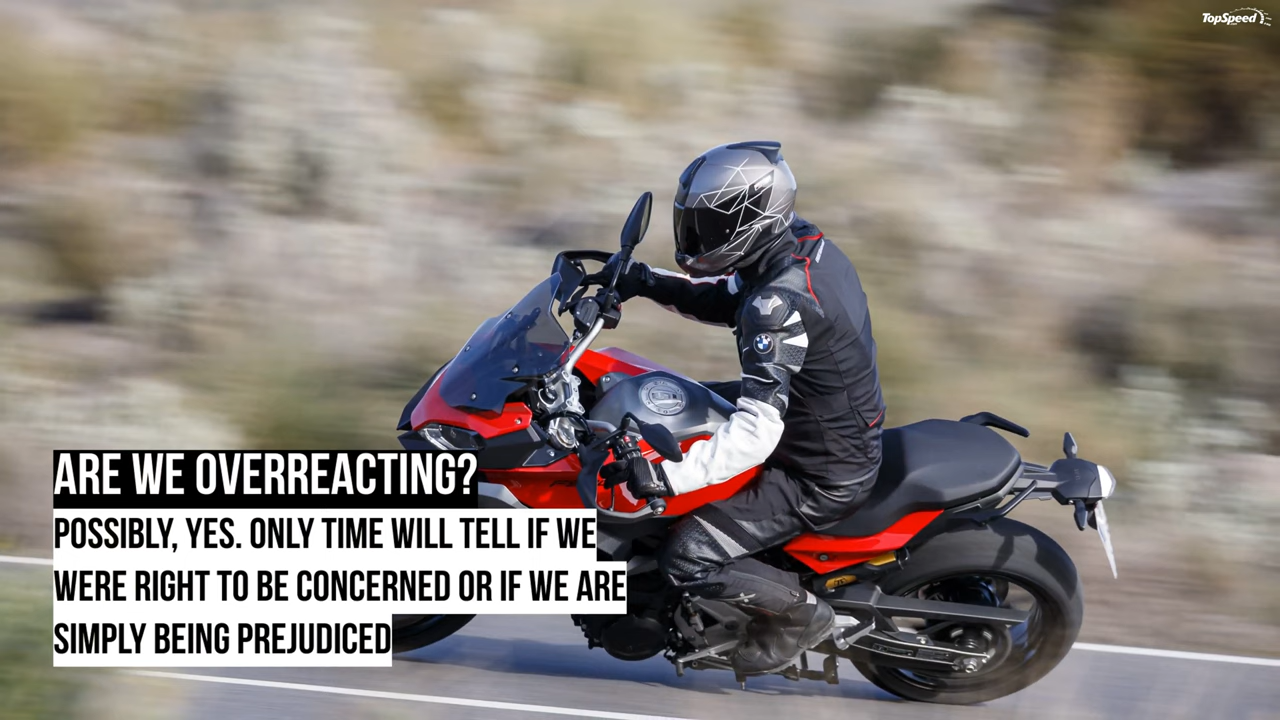 TopSpeed
ARE WE OVERREACTING?
POSSIBLY, YES. ONLY TIME WILL TELL IF WE
WERE RIGHT TO BE CONCERNED OR IF WE ARE
SIMPLY BEING PREJUDICED